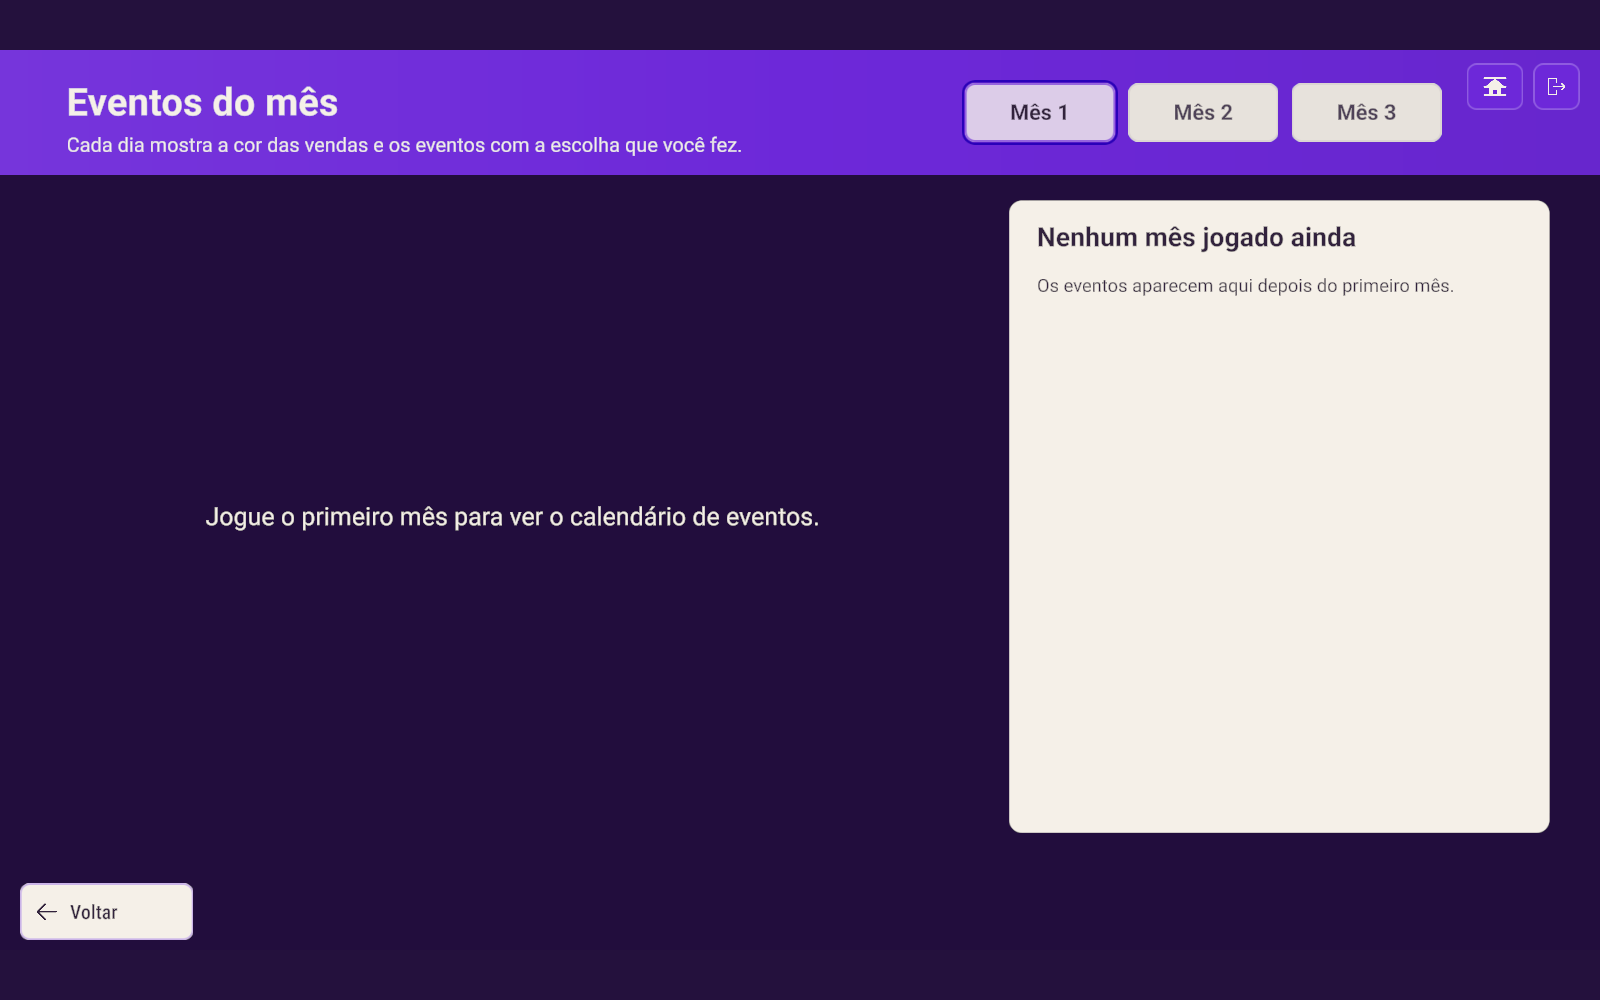 Eventos do mês
Cada dia mostra a cor das vendas e os eventos com a escolha que você fez.
Mês 1
Mês 2
Mês 3
Nenhum mês jogado ainda
Os eventos aparecem aqui depois do primeiro mês.
Jogue o primeiro mês para ver o calendário de eventos.
Voltar